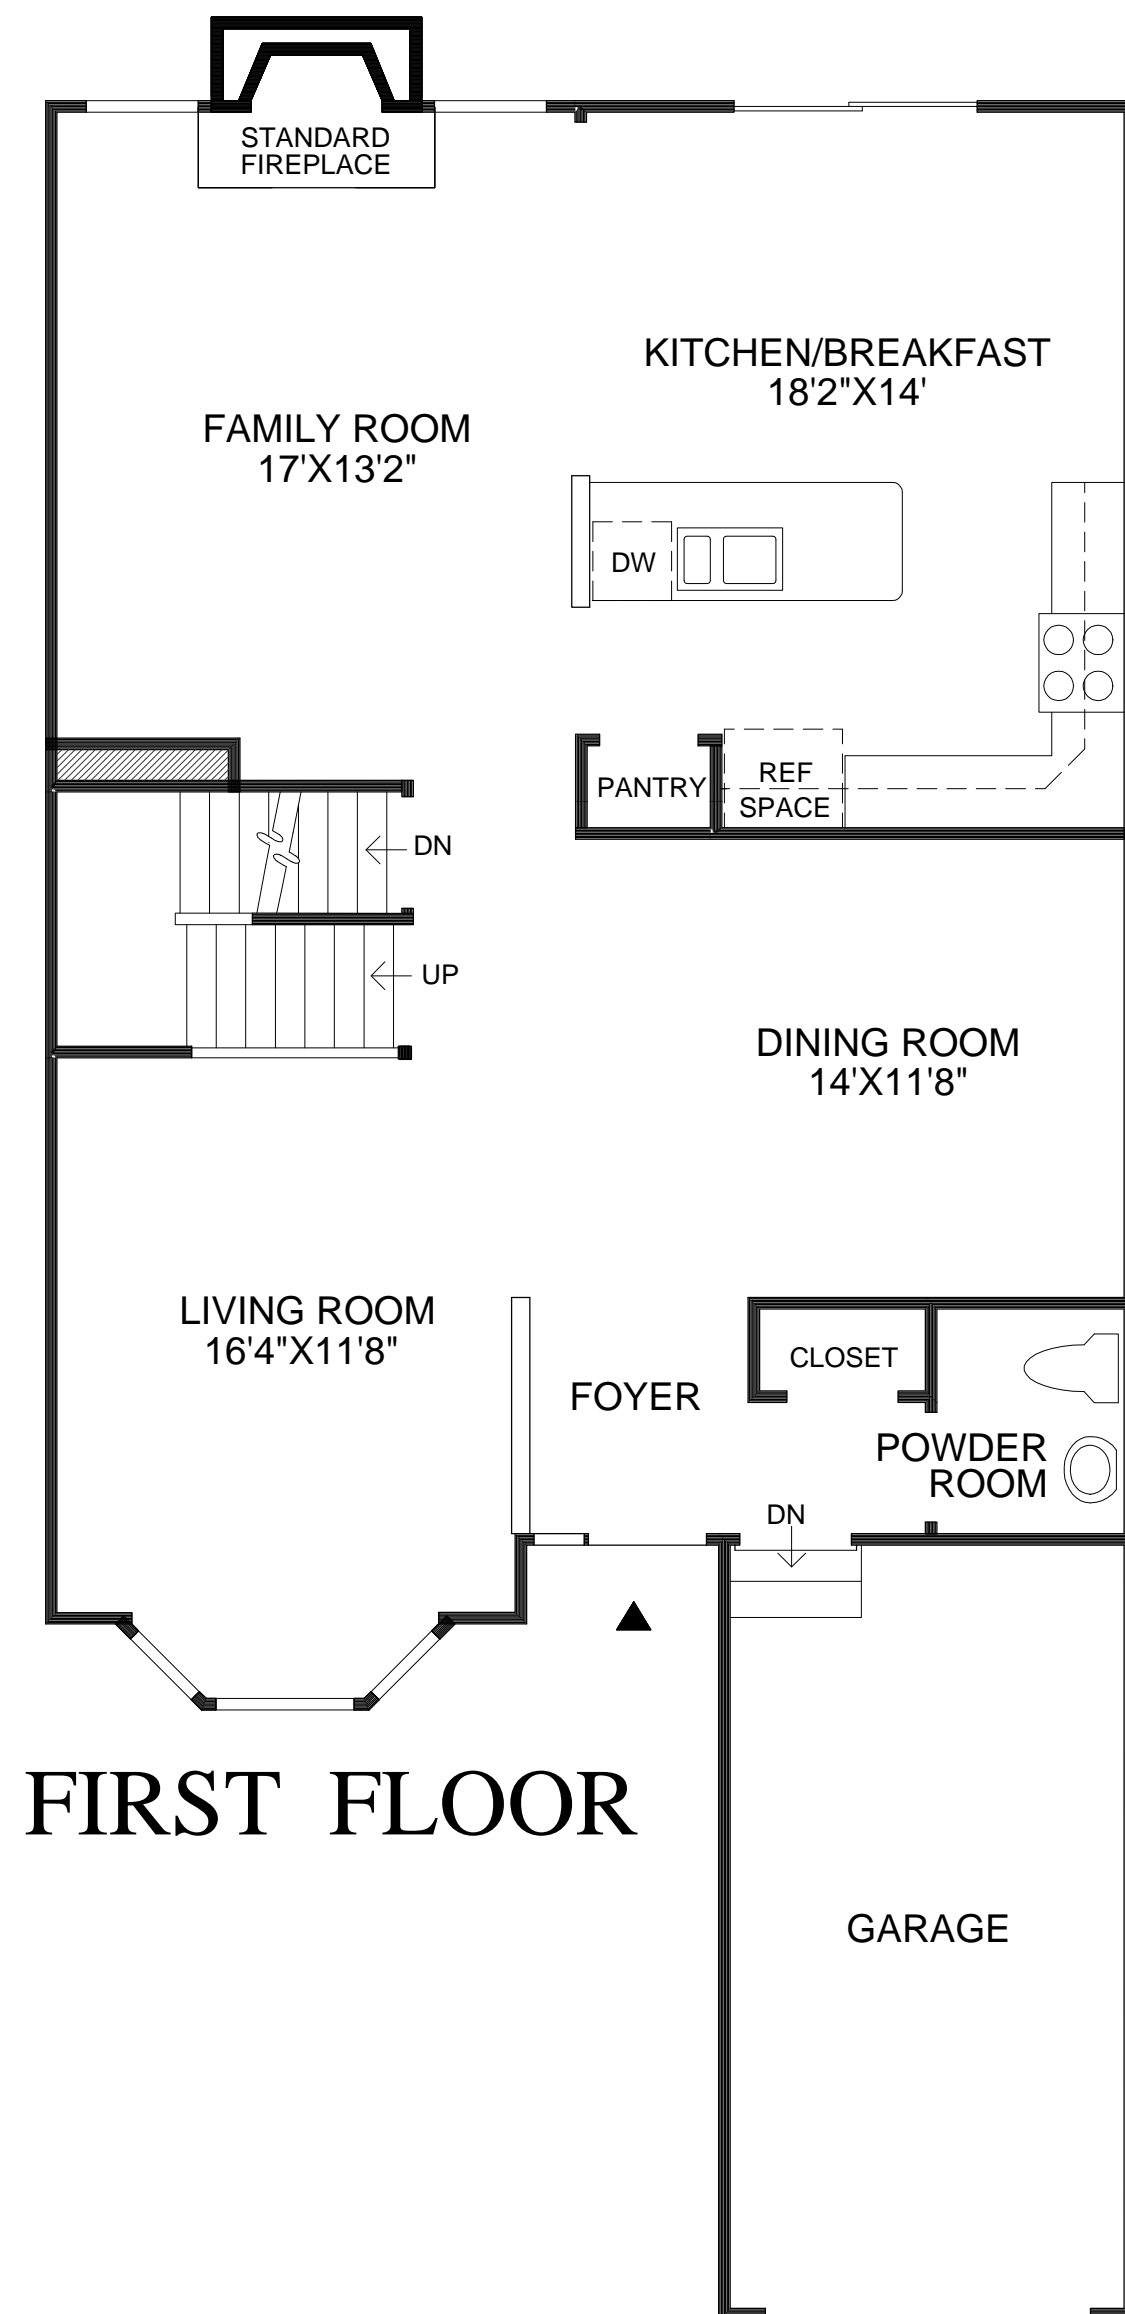 STANDARD
FIREPLACE
KITCHEN/BREAKFAST
18'2"X14'
FAMILY ROOM
17'X13'2"
DW
PANTRY
REF
SPACE
DN
UP
DINING ROOM
14'X11'8"
LIVING ROOM
16'4"X11'8"
CLOSET
FOYER
POWDER
ROOM
DN
FIRST FLOOR
GARAGE